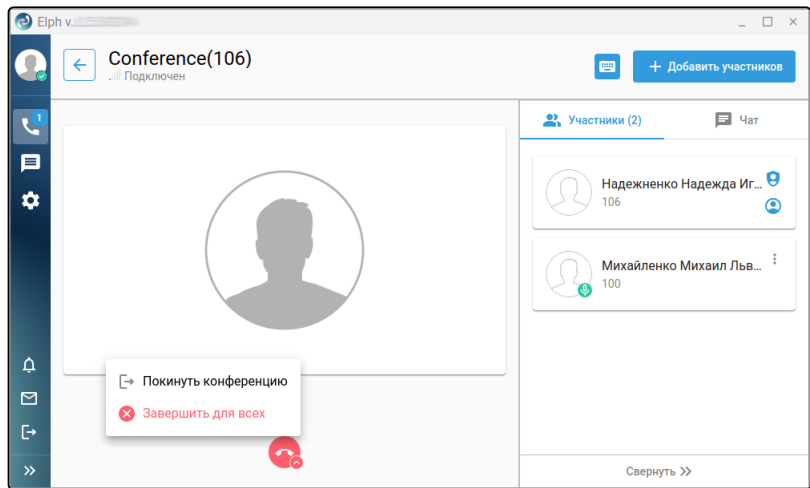 Elph v.
Conference(106)
Подключен
Добавить участников
1
Участники (2)
Чат
Надежненко Надежда Иг...
106
Михайленко Михаил Льв...
100
Покинуть конференцию
Завершить для всех
Свернуть